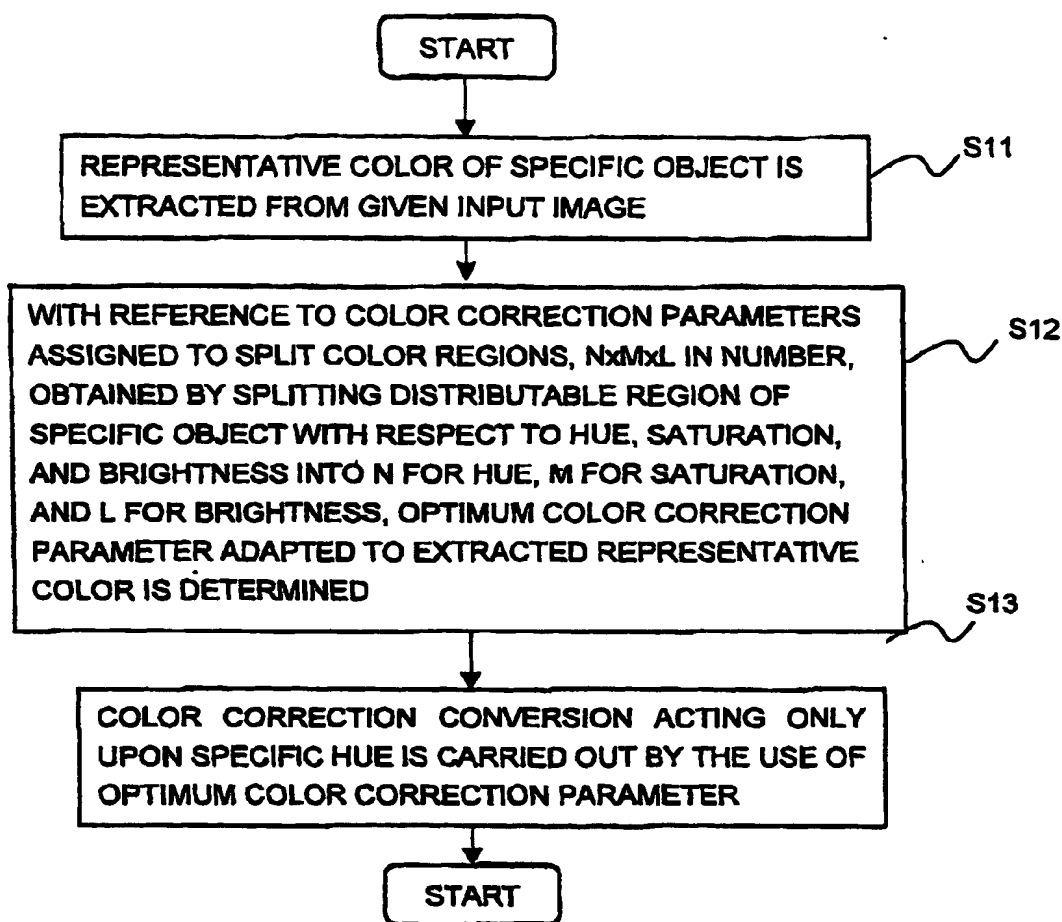 START
REPRESENTATIVE COLOR OF SPECIFIC OBJECT IS
EXTRACTED FROM GIVEN INPUT IMAGE
S11
WITH REFERENCE TO COLOR CORRECTION PARAMETERS
ASSIGNED TO SPLIT COLOR REGIONS, NxMxL IN NUMBER,
OBTAINED BY SPLITTING DISTRIBUTABLE REGION OF
SPECIFIC OBJECT WITH RESPECT TO HUE, SATURATION,
AND BRIGHTNESS INTO N FOR HUE, M FOR SATURATION,
AND L FOR BRIGHTNESS, OPTIMUM COLOR CORRECTION
PARAMETER ADAPTED TO EXTRACTED REPRESENTATIVE
COLOR IS DETERMINED
S12
S13
COLOR CORRECTION CONVERSION ACTING ONLY
UPON SPECIFIC HUE IS CARRIED OUT BY THE USE OF
OPTIMUM COLOR CORRECTION PARAMETER
START